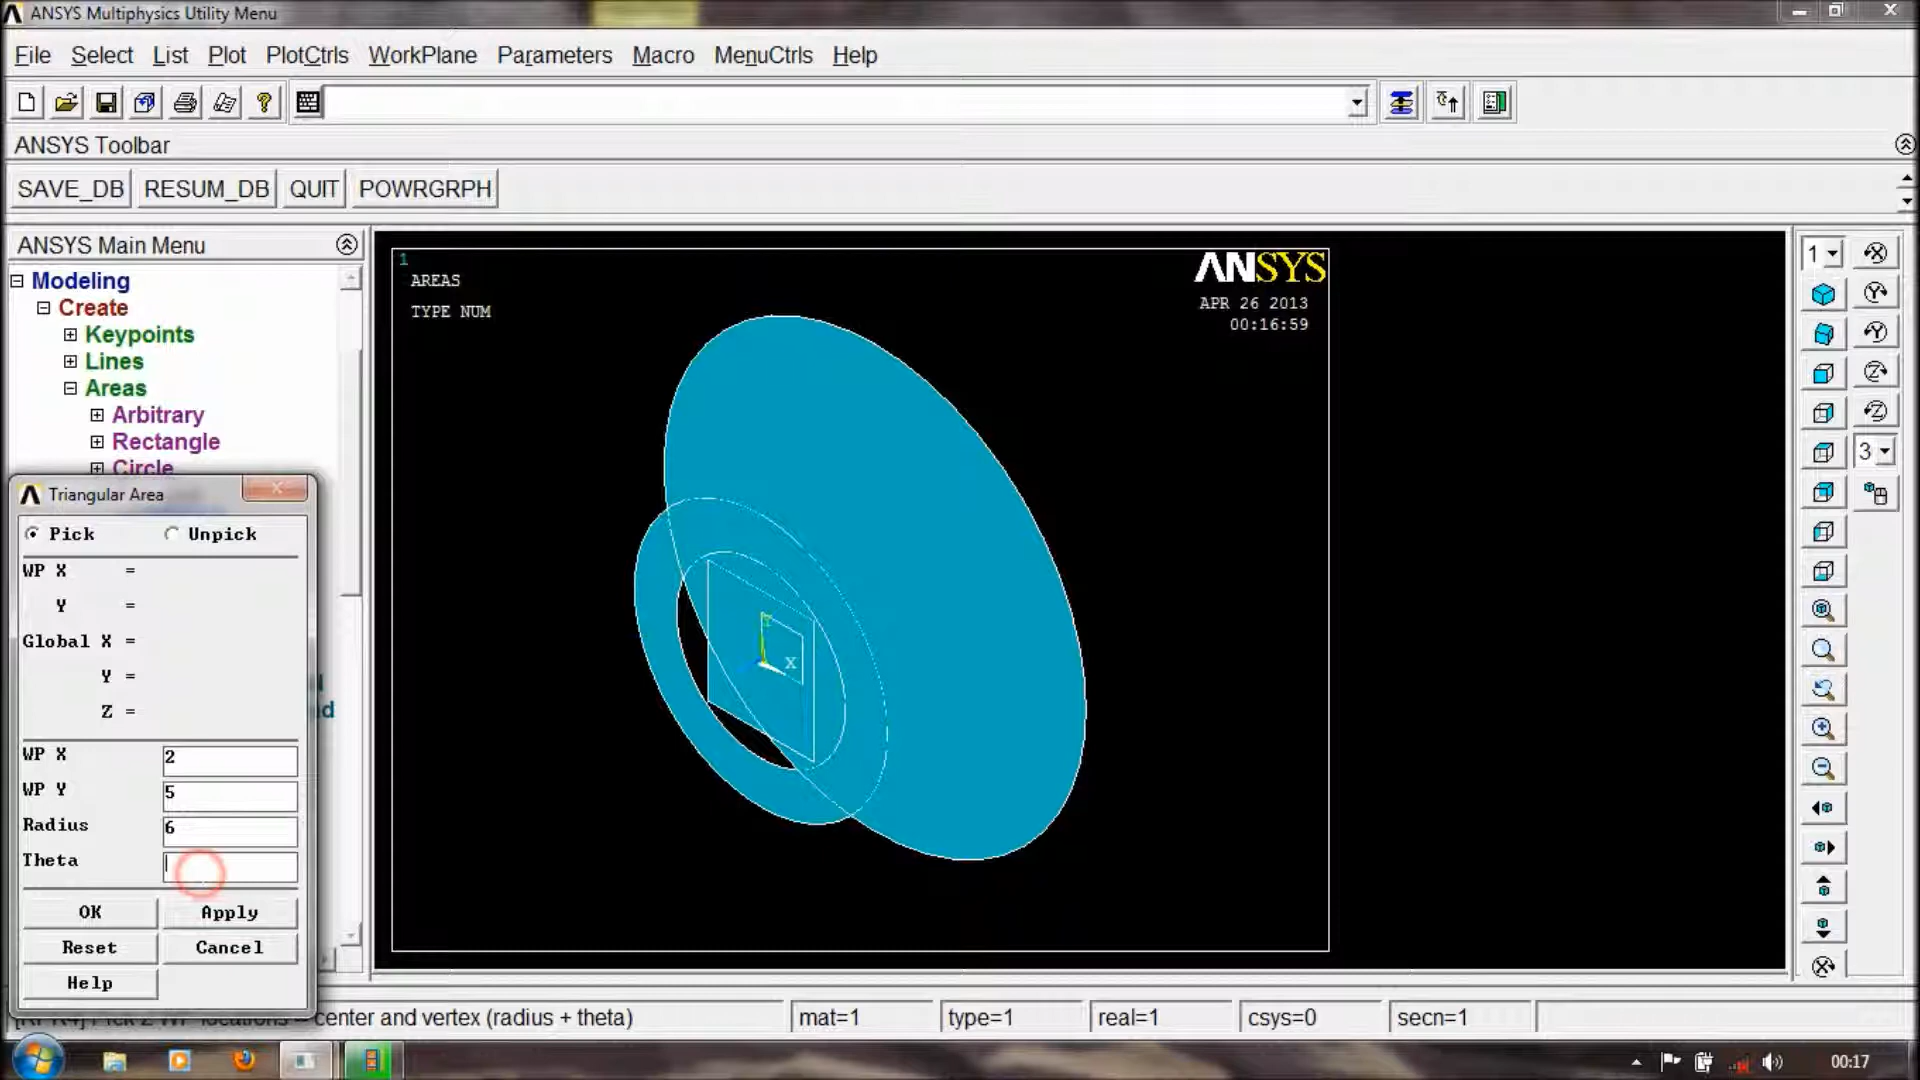 ANSYS Multiphysics Utility Menu
File Select List Plot PlotCtrls WorkPlane Parameters Macro MenuCtrls Help
ANSYS Toolbar
SAVE_DB RESUM_DB QUIT POWRGRPH
ANSYS Main Menu
Modeling
Create
Keypoints
Lines
Areas
Arbitrary
Rectangle
Circle
Triangular Area
Pick Unpick
WP X =
Y =
Global X =
Y =
Z =
WP X 2
WP Y 5
Radius 6
Theta
OK Apply
Reset Cancel
Help
1
AREAS
TYPE NUM
ANSYS
APR 26 2013
00:16:59
Y
X
1
3
center and vertex (radius + theta)
mat=1 type=1 real=1 csys=0 secn=1
00:17